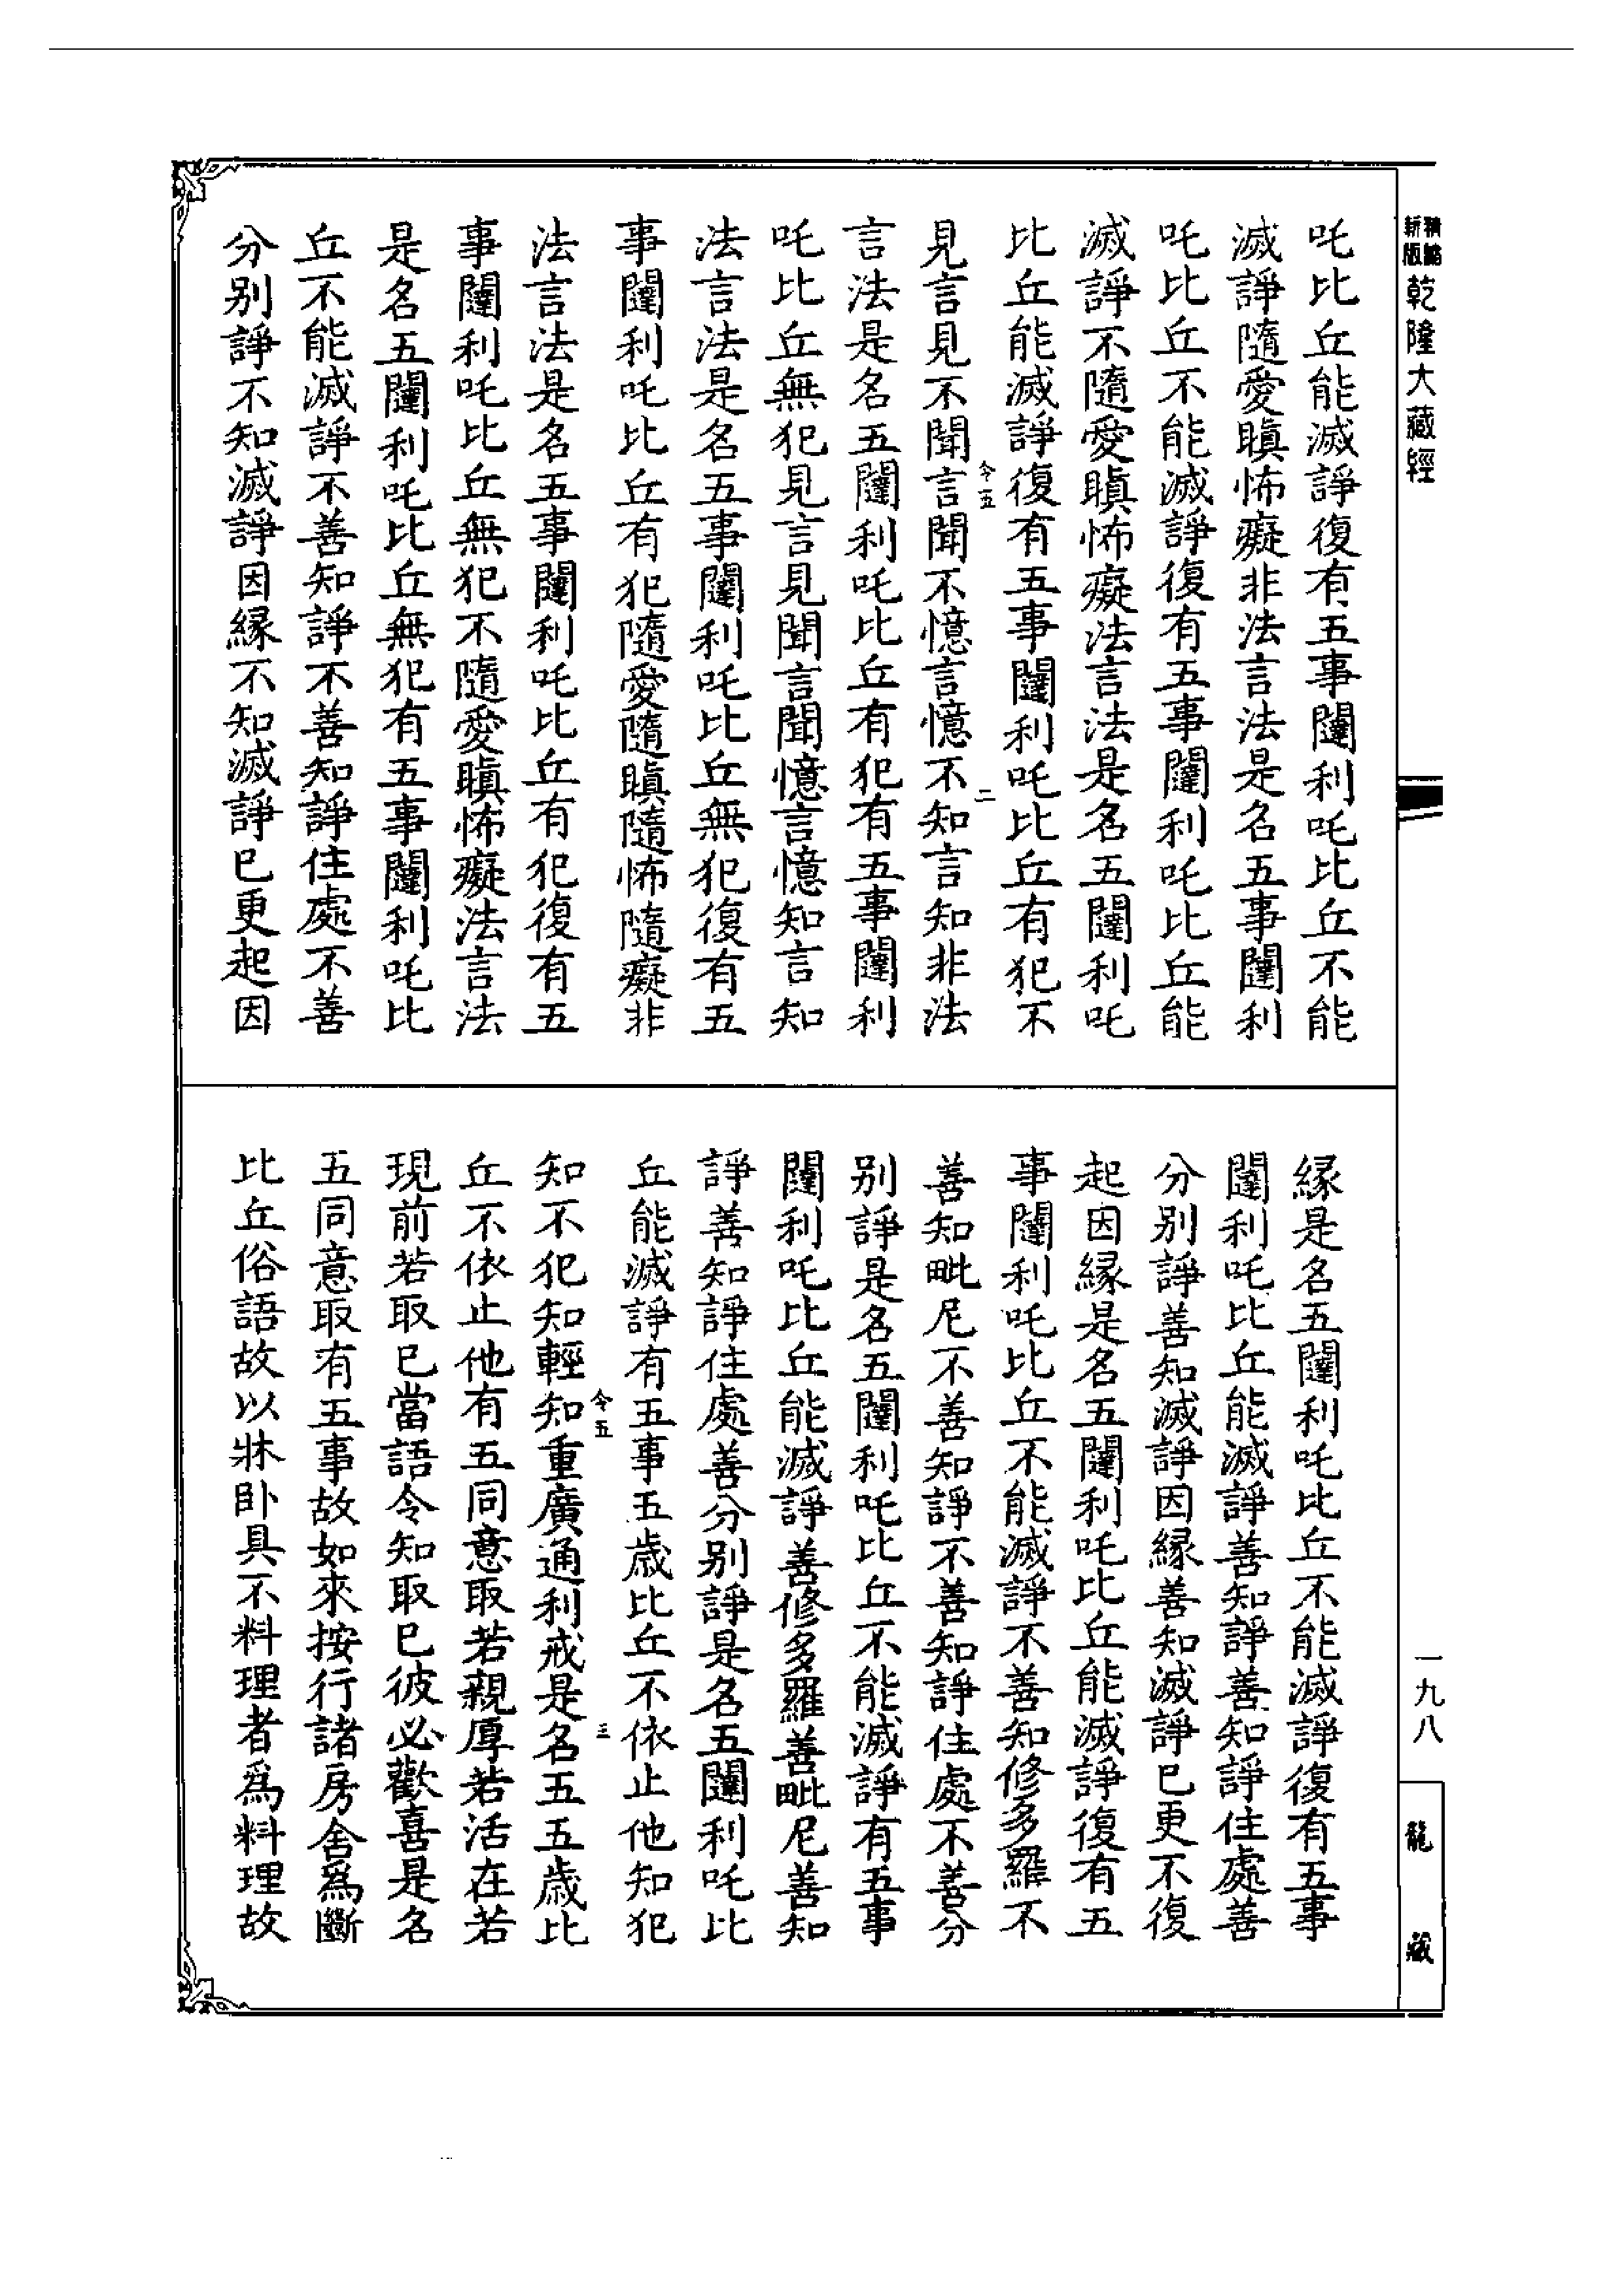 精縮
新版
乾隆大藏經
吒比丘能滅諍復有五事闥利吒比丘不能
滅諍隨愛瞋怖癡非法言法是名五事闥利
吒比丘不能滅諍復有五事闥利吒比丘能
滅諍不隨愛瞋怖癡法言法是名五闥利吒
比丘能滅諍復有五事闥利吒比丘有犯不
令五
二
見言見不聞言聞不憶言憶不知言知非法
言法是名五闥利吒比丘有犯有五事闥利
吒比丘無犯見言見聞言聞憶言憶知言知
法言法是名五事闥利吒比丘無犯復有五
事闥利吒比丘有犯隨愛隨瞋隨怖隨癡非
法言法是名五事闥利吒比丘有犯復有五
事闥利吒比丘無犯不隨愛瞋怖癡法言法
是名五闥利吒比丘無犯有五事闥利吒比
丘不能滅諍不善知諍不善知諍住處不善
分别諍不知滅諍因縁不知滅諍已更起因
縁是名五闥利吒比丘不能滅諍復有五事
闥利吒比丘能滅諍善知諍善知諍住處善
分别諍善知滅諍因縁善知滅諍已更不復
起因縁是名五闥利吒比丘能滅諍復有五
事闥利吒比丘不能滅諍不善知修多羅不
善知毗尼不善知諍不善知諍住處不善分
别諍是名五闥利吒比丘不能滅諍有五事
闥利吒比丘能滅諍善修多羅善毗尼善知
諍善知諍住處善分别諍是名五闥利吒比
丘能滅諍有五事五歲比丘不依止他知犯
令五
三
知不犯知輕知重廣通利戒是名五五歲比
丘不依止他有五同意取若親厚若活在若
現前若取已當語令知取已彼必歡喜是名
五同意取有五事故如來按行諸房舍爲斷
比丘俗語故以牀臥具不料理者爲料理故
一九八
龍藏